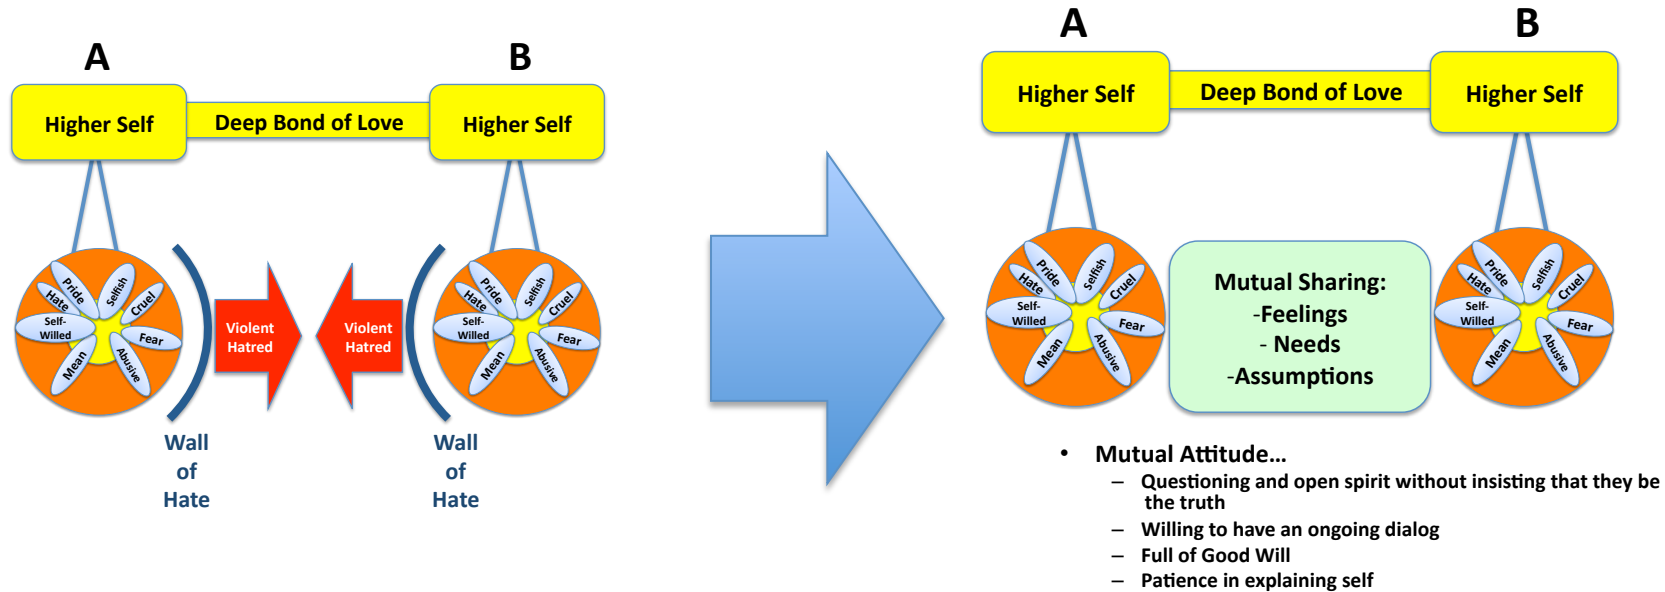 A
B
Higher Self
Deep Bond of Love
Higher Self
Pride
Selfish
Hate
Cruel
Self-
Willed
Fear
Mean
Abusive
Violent
Hatred
Violent
Hatred
Pride
Selfish
Hate
Cruel
Self-
Willed
Fear
Mean
Abusive
Wall
of
Hate
Wall
of
Hate
A
B
Higher Self
Deep Bond of Love
Higher Self
Pride
Selfish
Hate
Cruel
Self-
Willed
Fear
Mean
Abusive
Mutual Sharing:
-Feelings
- Needs
-Assumptions
Pride
Selfish
Hate
Cruel
Self-
Willed
Fear
Mean
Abusive
• Mutual Attitude…
– Questioning and open spirit without insisting that they be
the truth
– Willing to have an ongoing dialog
– Full of Good Will
– Patience in explaining self